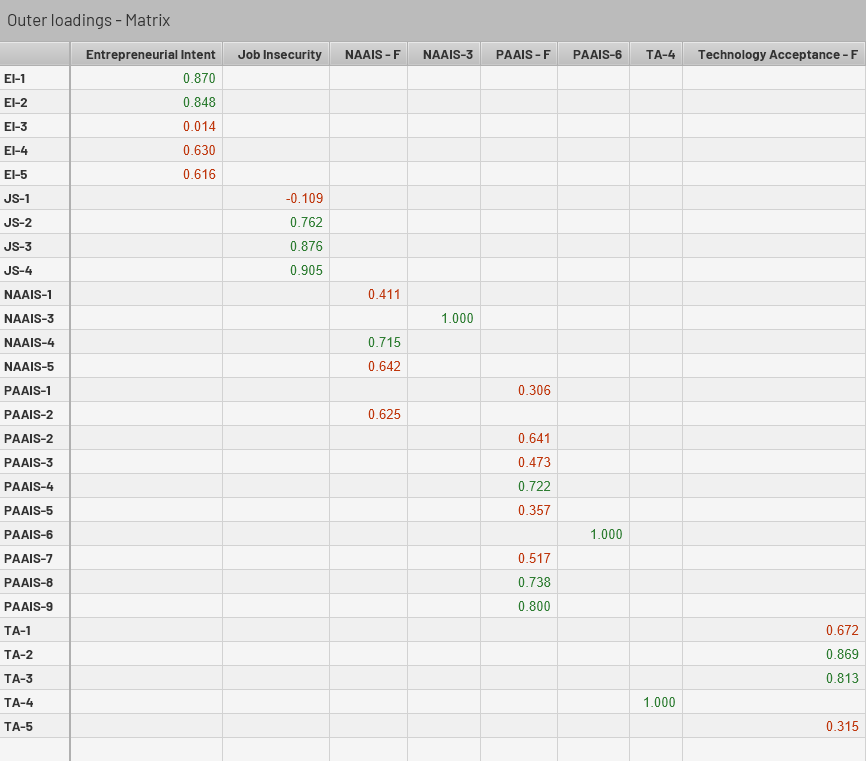 Outer loadings - Matrix
Entrepreneurial Intent Job Insecurity NAAIS - F NAAIS-3 PAAIS - F PAAIS-6 TA-4 Technology Acceptance - F
EI-1 0.870
EI-2 0.848
EI-3 0.014
EI-4 0.630
EI-5 0.616
JS-1 -0.109
JS-2 0.762
JS-3 0.876
JS-4 0.905
NAAIS-1 0.411
NAAIS-3 1.000
NAAIS-4 0.715
NAAIS-5 0.642
PAAIS-1 0.306
PAAIS-2 0.625
PAAIS-2 0.641
PAAIS-3 0.473
PAAIS-4 0.722
PAAIS-5 0.357
PAAIS-6 1.000
PAAIS-7 0.517
PAAIS-8 0.738
PAAIS-9 0.800
TA-1 0.672
TA-2 0.869
TA-3 0.813
TA-4 1.000
TA-5 0.315